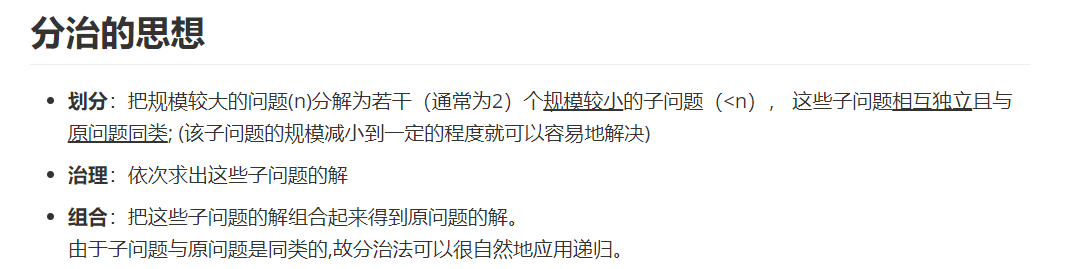 分治的思想
划分：把规模较大的问题(n)分解为若干（通常为2）个规模较小的子问题（<n）， 这些子问题相互独立且与
原问题同类; (该子问题的规模减小到一定的程度就可以容易地解决)
治理：依次求出这些子问题的解
组合：把这些子问题的解组合起来得到原问题的解。
由于子问题与原问题是同类的,故分治法可以很自然地应用递归。